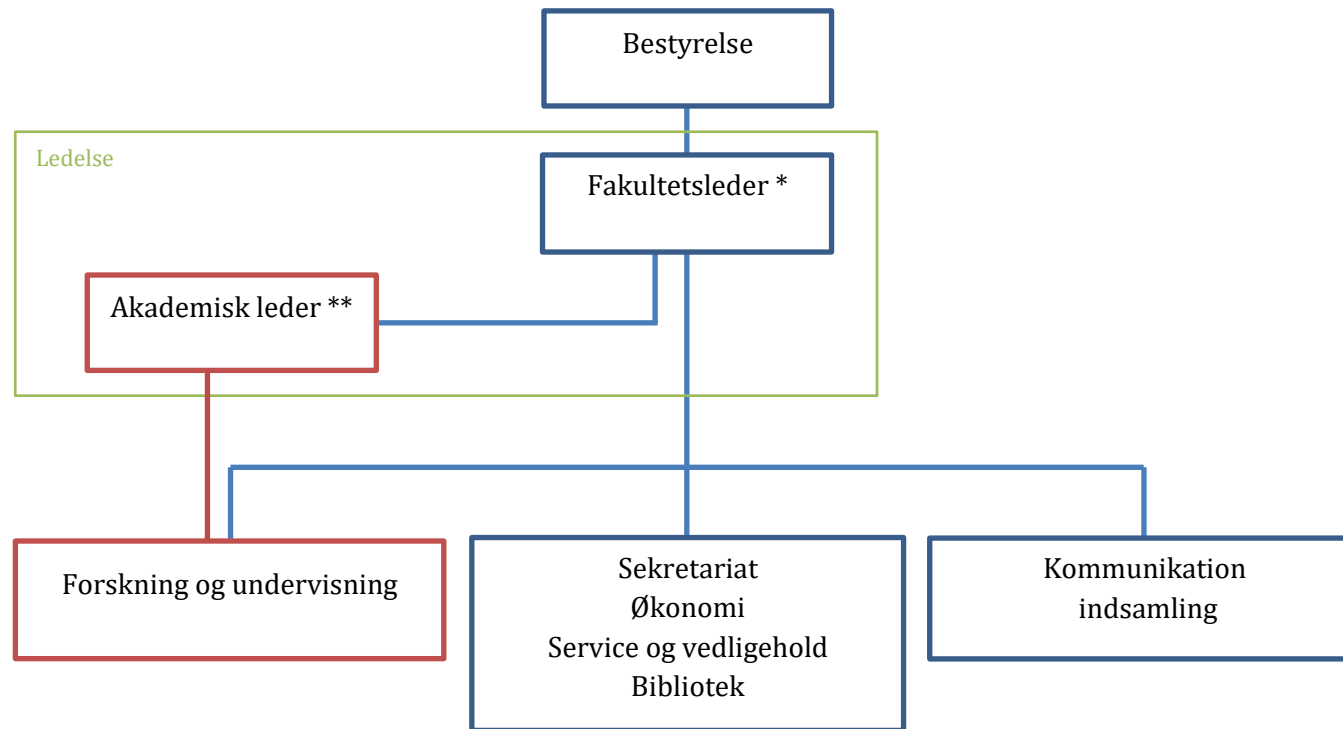 Bestyrelse
Ledelse
Fakultetsleder *
Akademisk leder **
Forskning og undervisning
Sekretariat
Økonomi
Service og vedligehold
Bibliotek
Kommunikation
indsamling